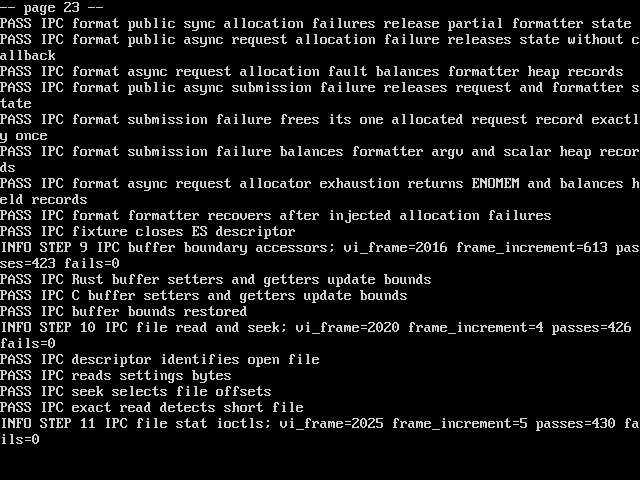 -- page 23 --
PASS IPC format public sync allocation failures release partial formatter state
PASS IPC format public async request allocation failure releases state without c
allback
PASS IPC format async request allocation fault balances formatter heap records
PASS IPC format public async submission failure releases request and formatter s
tate
PASS IPC format submission failure frees its one allocated request record exactl
y once
PASS IPC format submission failure balances formatter argv and scalar heap recor
ds
PASS IPC format async request allocator exhaustion returns ENOMEM and balances h
eld records
PASS IPC format formatter recovers after injected allocation failures
PASS IPC fixture closes ES descriptor
INFO STEP 9 IPC buffer boundary accessors; vi_frame=2016 frame_increment=613 pas
ses=423 fails=0
PASS IPC Rust buffer setters and getters update bounds
PASS IPC C buffer setters and getters update bounds
PASS IPC buffer bounds restored
INFO STEP 10 IPC file read and seek; vi_frame=2020 frame_increment=4 passes=426
fails=0
PASS IPC descriptor identifies open file
PASS IPC reads settings bytes
PASS IPC seek selects file offsets
PASS IPC exact read detects short file
INFO STEP 11 IPC file stat ioctls; vi_frame=2025 frame_increment=5 passes=430 fa
ils=0